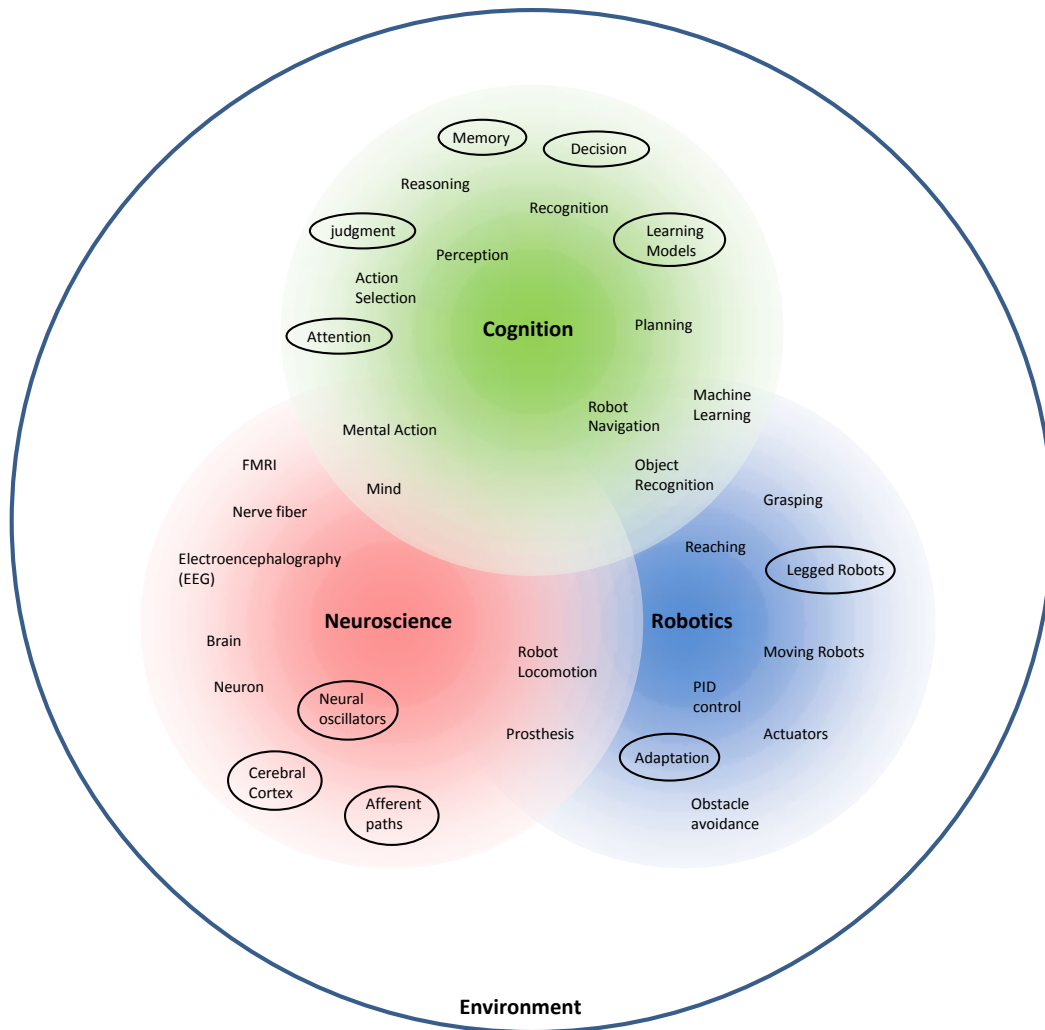 Memory
Decision
Reasoning
Recognition
judgment
Learning
Models
Perception
Action
Selection
Attention
Cognition
Planning
Machine
Learning
Robot
Navigation
Mental Action
FMRI
Object
Recognition
Mind
Grasping
Nerve fiber
Reaching
Electroencephalography
(EEG)
Legged Robots
Neuroscience
Robotics
Brain
Robot
Locomotion
Moving Robots
Neuron
Neural
oscillators
PID
control
Prosthesis
Actuators
Adaptation
Cerebral
Cortex
Afferent
paths
Obstacle
avoidance
Environment